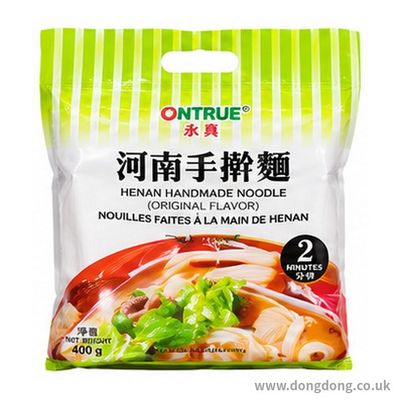 ONTRUE®
永真
河南手擀麵
HENAN HANDMADE NOODLE
(ORIGINAL FLAVOR)
NOUILLES FAITES À LA MAIN DE HENAN
2
MINUTES
分钟
淨重
NET WEIGHT
400 g
www.dongdong.co.uk